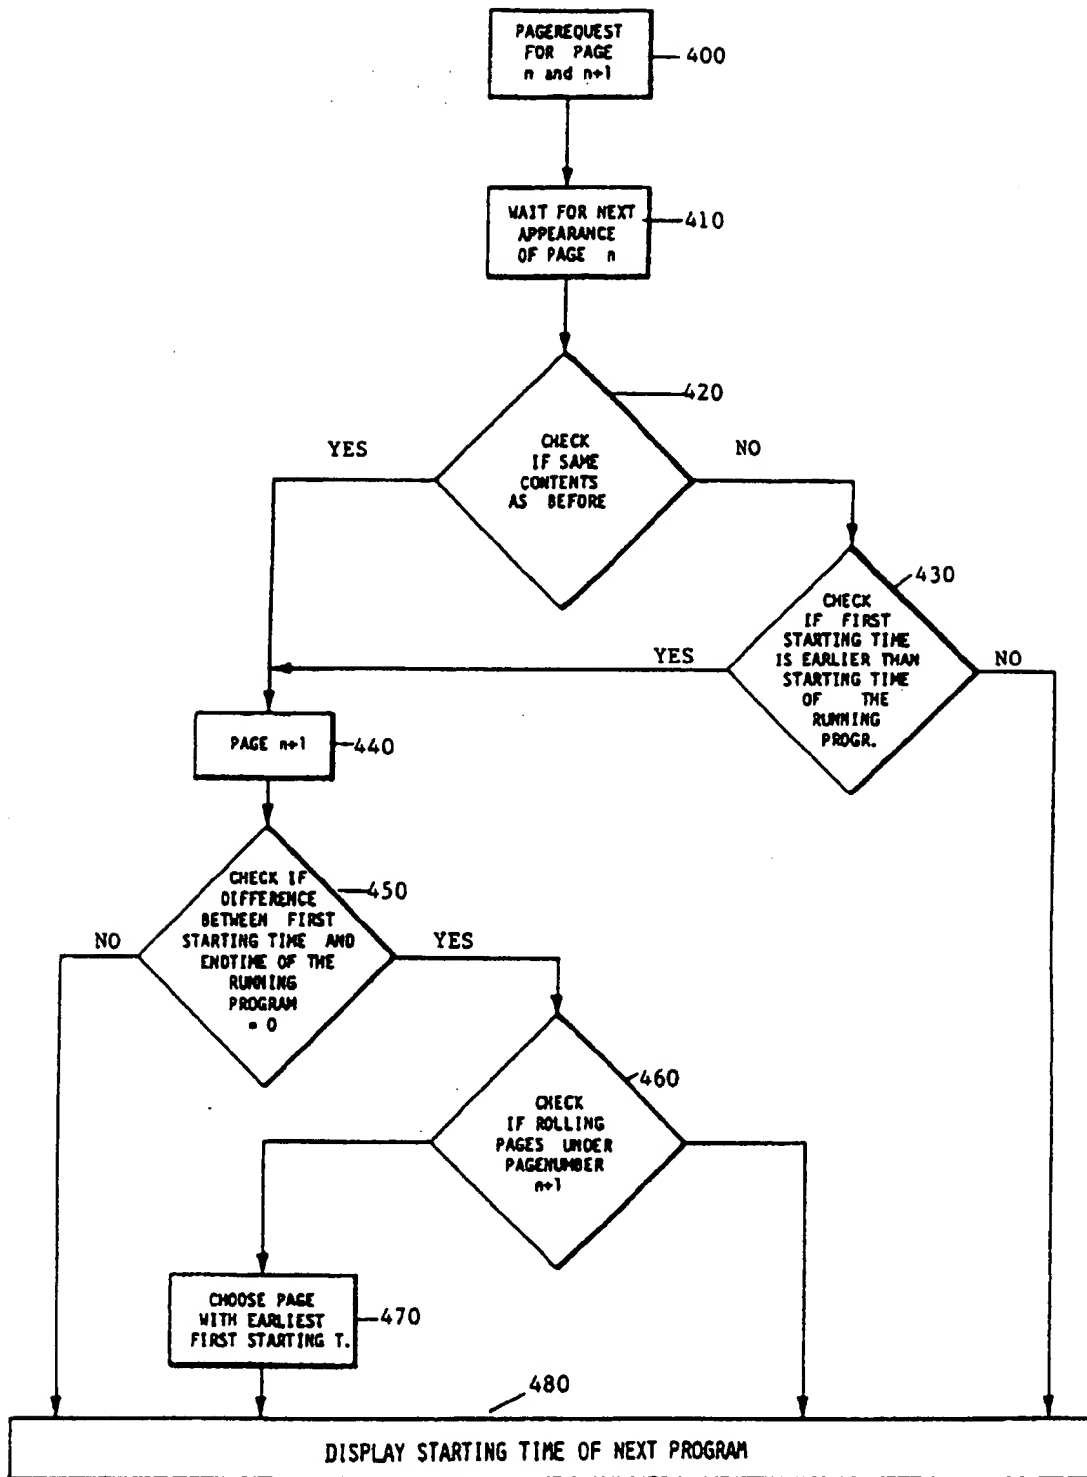 PAGEREQUEST
FOR PAGE
n and n+1
400
WAIT FOR NEXT
APPEARANCE
OF PAGE n
410
420
CHECK
IF SAME
CONTENTS
AS BEFORE
YES
NO
430
CHECK
IF FIRST
STARTING TIME
IS EARLIER THAN
STARTING TIME
OF THE
RUNNING
PROGR.
YES
NO
PAGE n+1
440
CHECK IF
DIFFERENCE
BETWEEN FIRST
STARTING TIME AND
ENDTIME OF THE
RUNNING
PROGRAM
= 0
450
NO
YES
460
CHECK
IF ROLLING
PAGES UNDER
PAGENUMBER
n+1
CHOOSE PAGE
WITH EARLIEST
FIRST STARTING T.
470
480
DISPLAY STARTING TIME OF NEXT PROGRAM